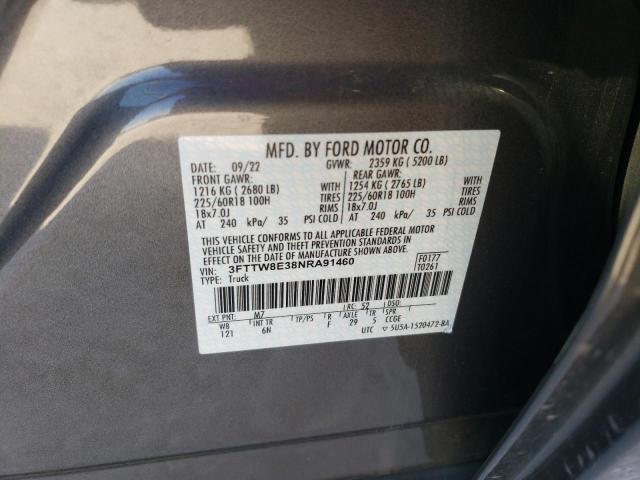 MFD. BY FORD MOTOR CO.
DATE: 09/22 GVWR: 2359 KG ( 5200 LB)
FRONT GAWR: REAR GAWR:
1216 KG ( 2680 LB) 1254 KG ( 2765 LB)
225/60R18 100H TIRES 225/60R18 100H TIRES
18x7.0J RIMS 18x7.0J RIMS
AT 240 kPa/ 35 PSI COLD AT 240 kPa/ 35 PSI COLD
THIS VEHICLE CONFORMS TO ALL APPLICABLE FEDERAL MOTOR
VEHICLE SAFETY AND THEFT PREVENTION STANDARDS IN EFFECT
ON THE DATE OF MANUFACTURE SHOWN ABOVE.
VIN: 3FTTW8E38NRA91460 F0177
TYPE: Truck T0261
EXT PNT: M7 RC: 52 DSO:
WB INT TR TP/PS R AXLE TR SPR
121 6N F 29 5 CCGE
UTC ▽ 5U5A-1520472-BA